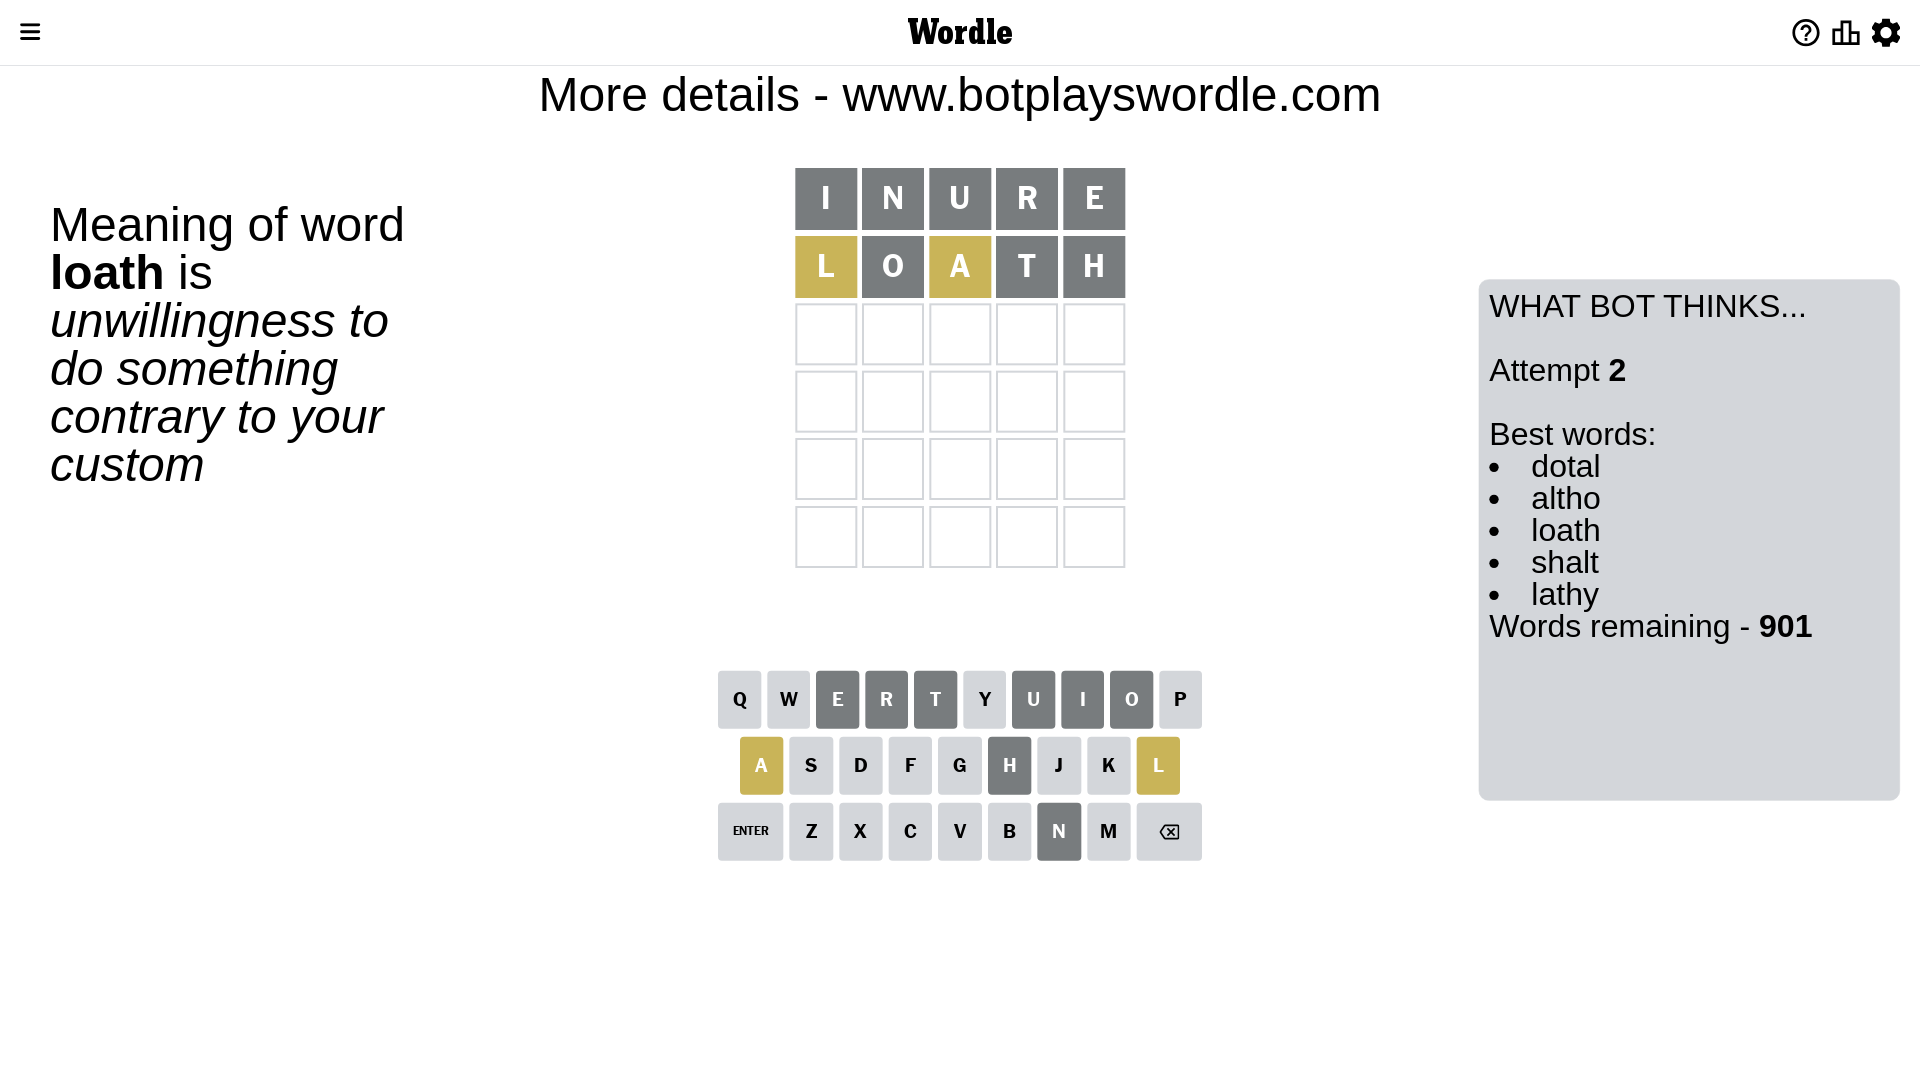 Wordle
More details - www.botplayswordle.com
Meaning of word
loath is
unwillingness to
do something
contrary to your
custom
I N U R E
L O A T H
WHAT BOT THINKS...
Attempt 2
Best words:
• dotal
• altho
• loath
• shalt
• lathy
Words remaining - 901
Q W E R T Y U I O P
A S D F G H J K L
ENTER Z X C V B N M